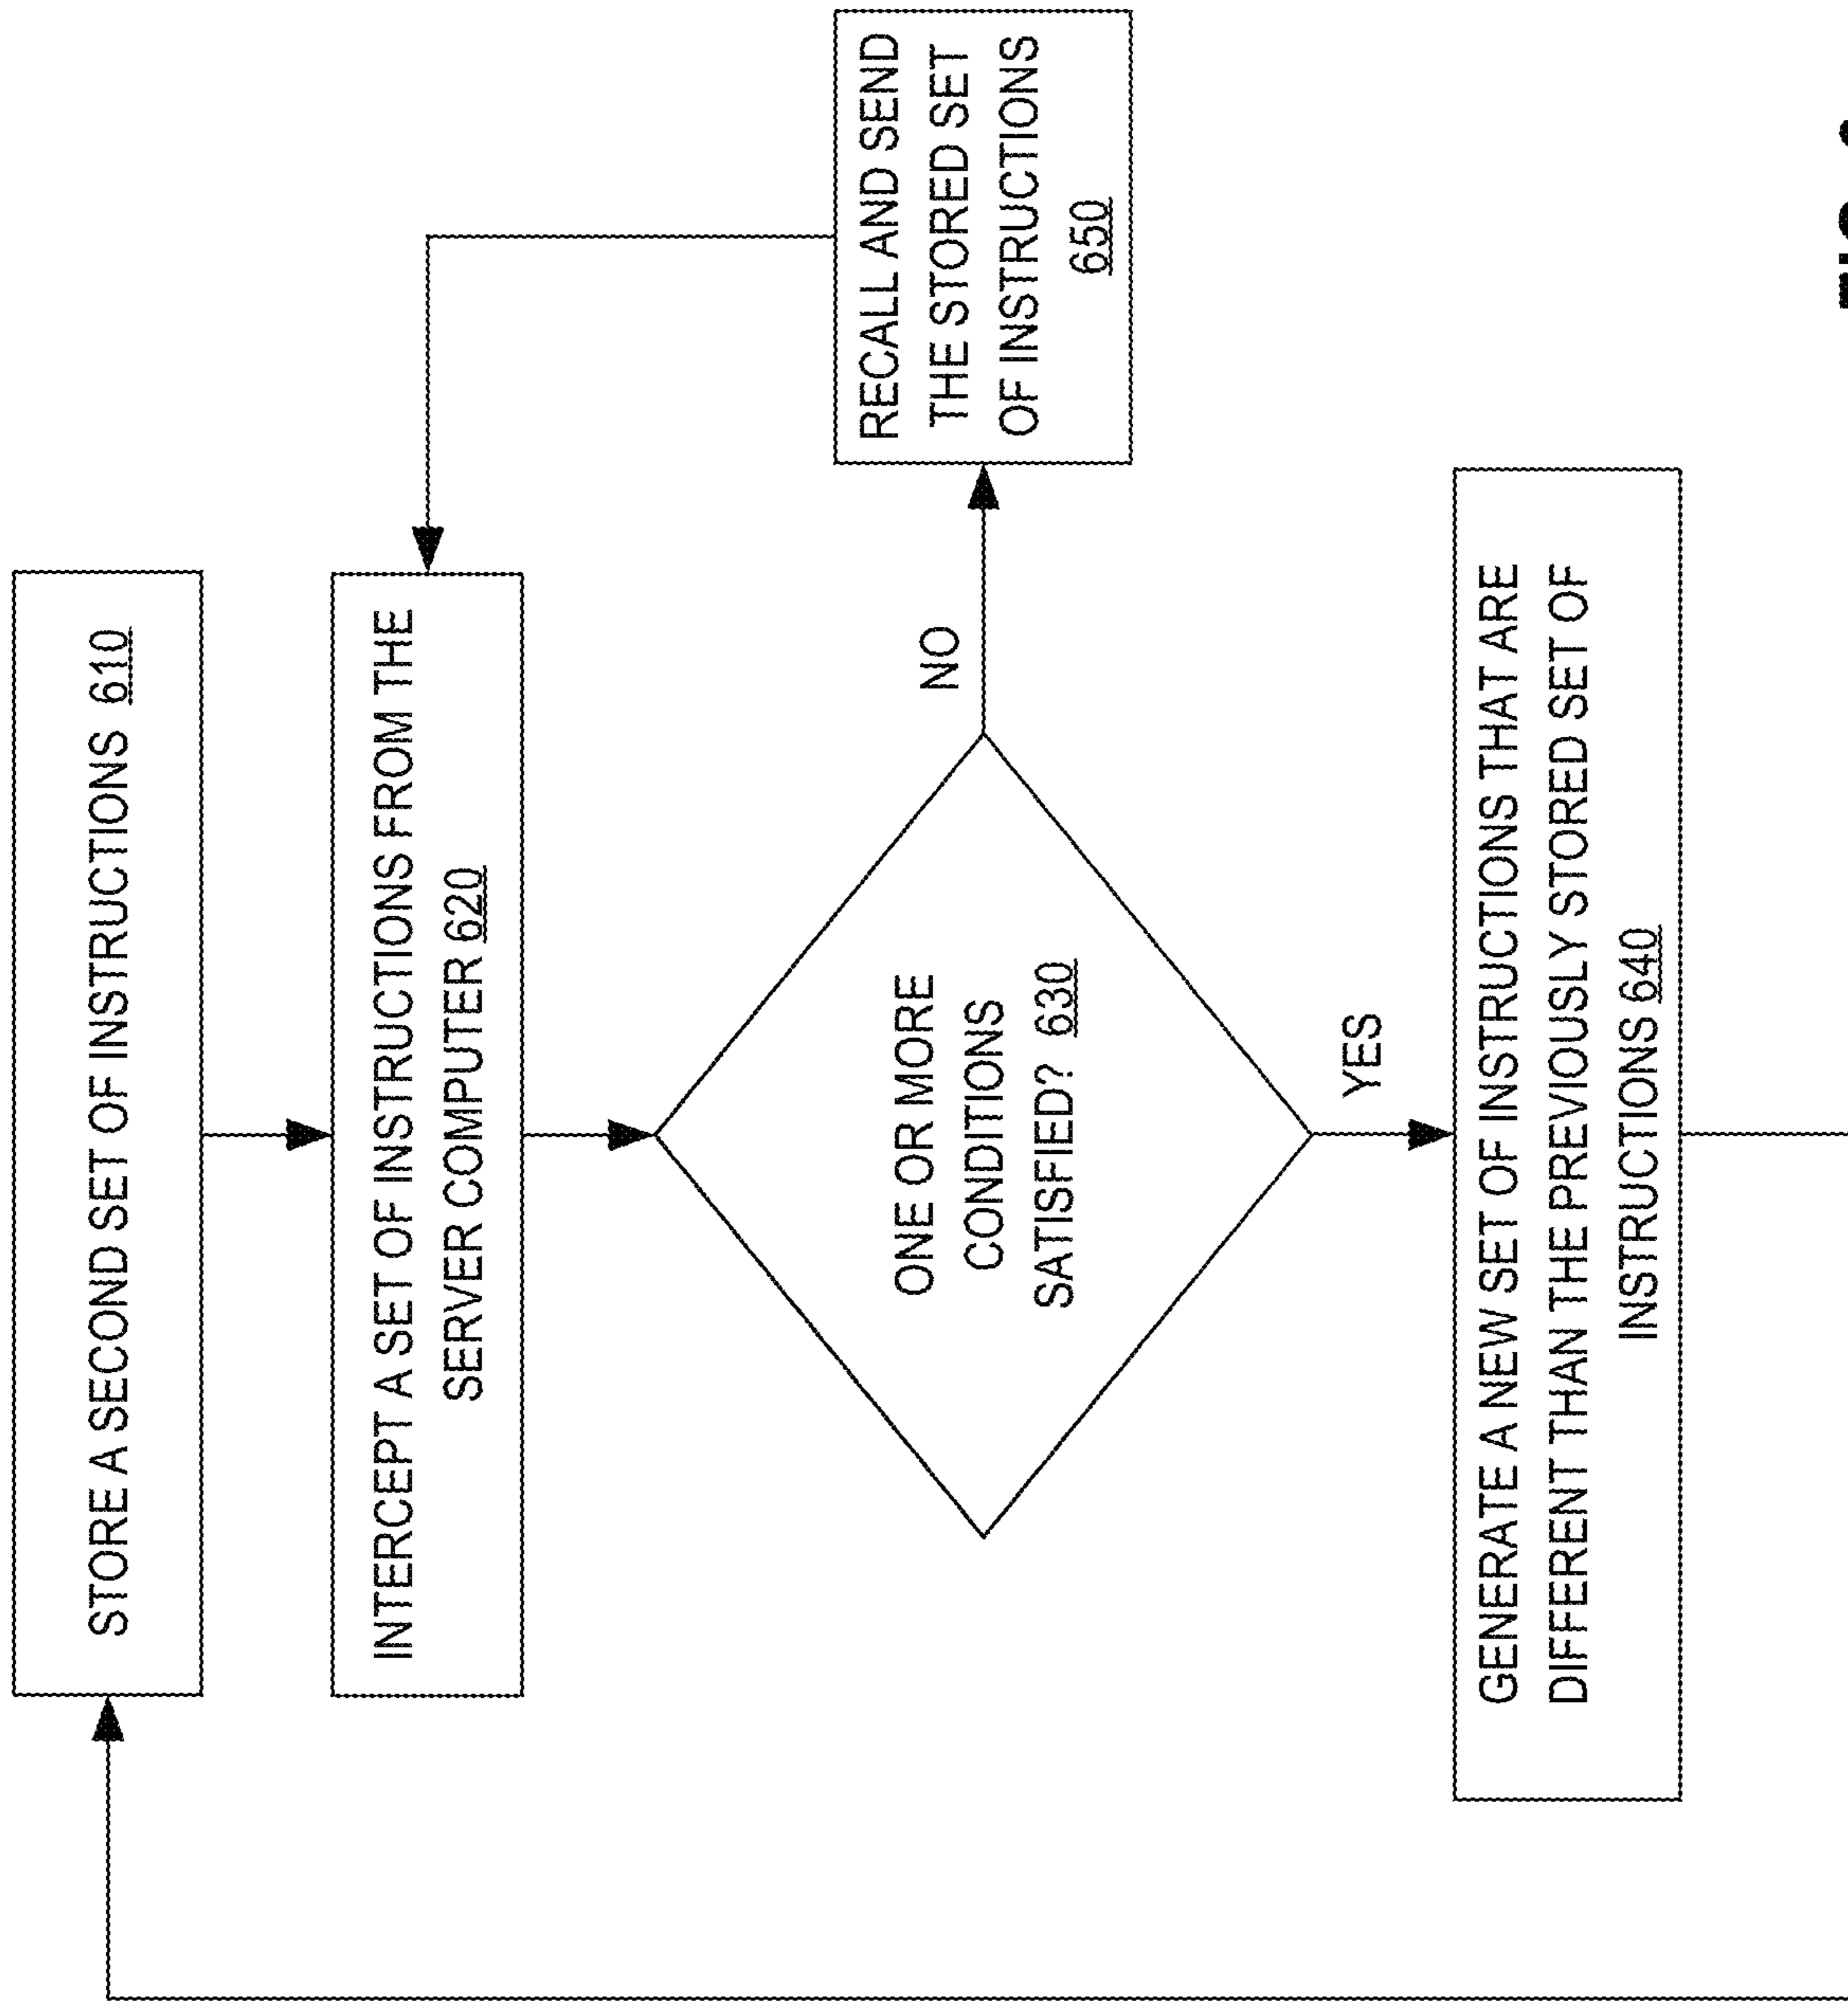 STORE A SECOND SET OF INSTRUCTIONS 610
INTERCEPT A SET OF INSTRUCTIONS FROM THE
SERVER COMPUTER 620
ONE OR MORE
CONDITIONS
SATISFIED? 630
NO
RECALL AND SEND
THE STORED SET
OF INSTRUCTIONS
650
YES
GENERATE A NEW SET OF INSTRUCTIONS THAT ARE
DIFFERENT THAN THE PREVIOUSLY STORED SET OF
INSTRUCTIONS 640